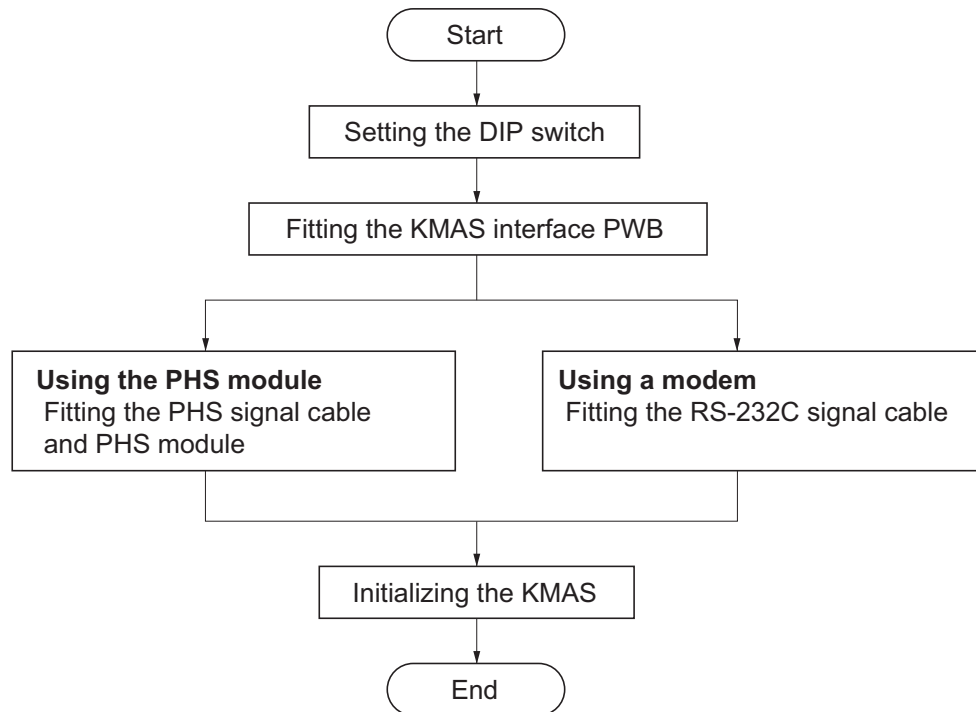 Start
Setting the DIP switch
Fitting the KMAS interface PWB
Using the PHS module
Fitting the PHS signal cable
and PHS module
Using a modem
Fitting the RS-232C signal cable
Initializing the KMAS
End